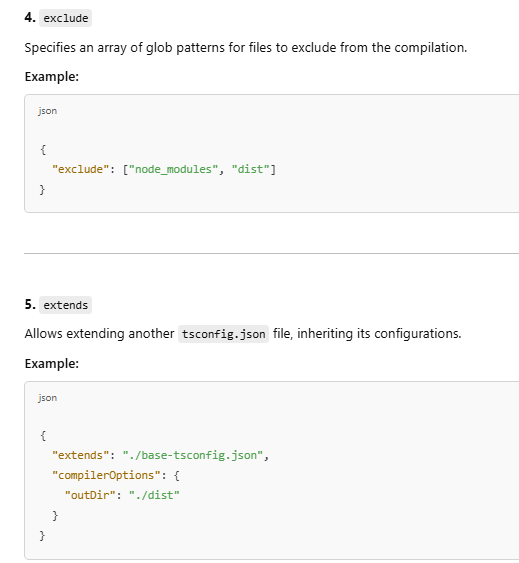 4. exclude
Specifies an array of glob patterns for files to exclude from the compilation.
Example:
json
{
  "exclude": ["node_modules", "dist"]
}
5. extends
Allows extending another tsconfig.json file, inheriting its configurations.
Example:
json
{
  "extends": "./base-tsconfig.json",
  "compilerOptions": {
    "outDir": "./dist"
  }
}